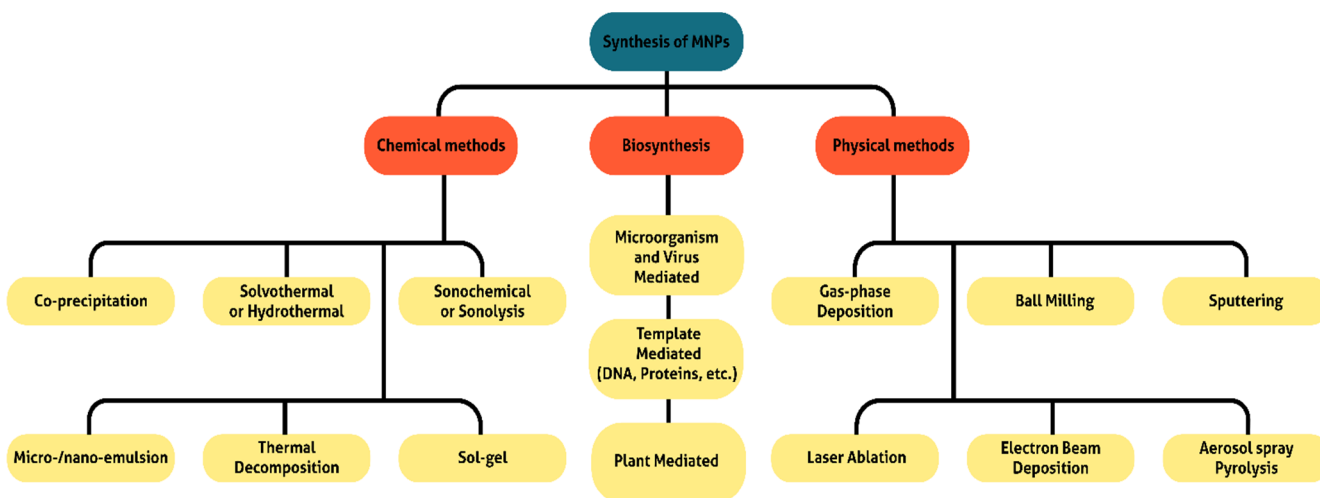 Synthesis of MNPs
Chemical methods
Biosynthesis
Physical methods
Microorganism
and Virus
Mediated
Co-precipitation
Solvothermal
or Hydrothermal
Sonochemical
or Sonolysis
Gas-phase
Deposition
Ball Milling
Sputtering
Template
Mediated
(DNA, Proteins, etc.)
Micro-/nano-emulsion
Thermal
Decomposition
Sol-gel
Plant Mediated
Laser Ablation
Electron Beam
Deposition
Aerosol spray
Pyrolysis